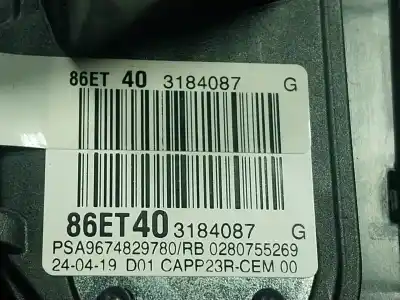 86ET 40 3184087 G
86ET40 3184087 G
PSA9674829780/RB 0280755269
24-04-19 D01 CAPP23R-CEM 00